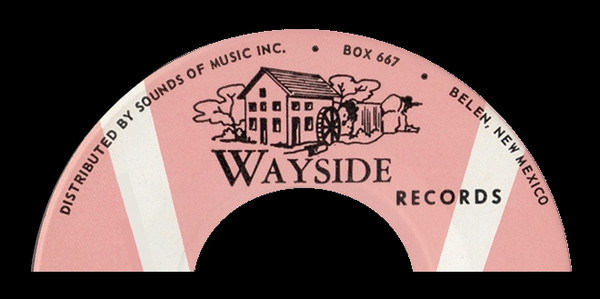 DISTRIBUTED BY SOUNDS OF MUSIC INC. • BOX 667 • BELEN, NEW MEXICO
WAYSIDE
RECORDS